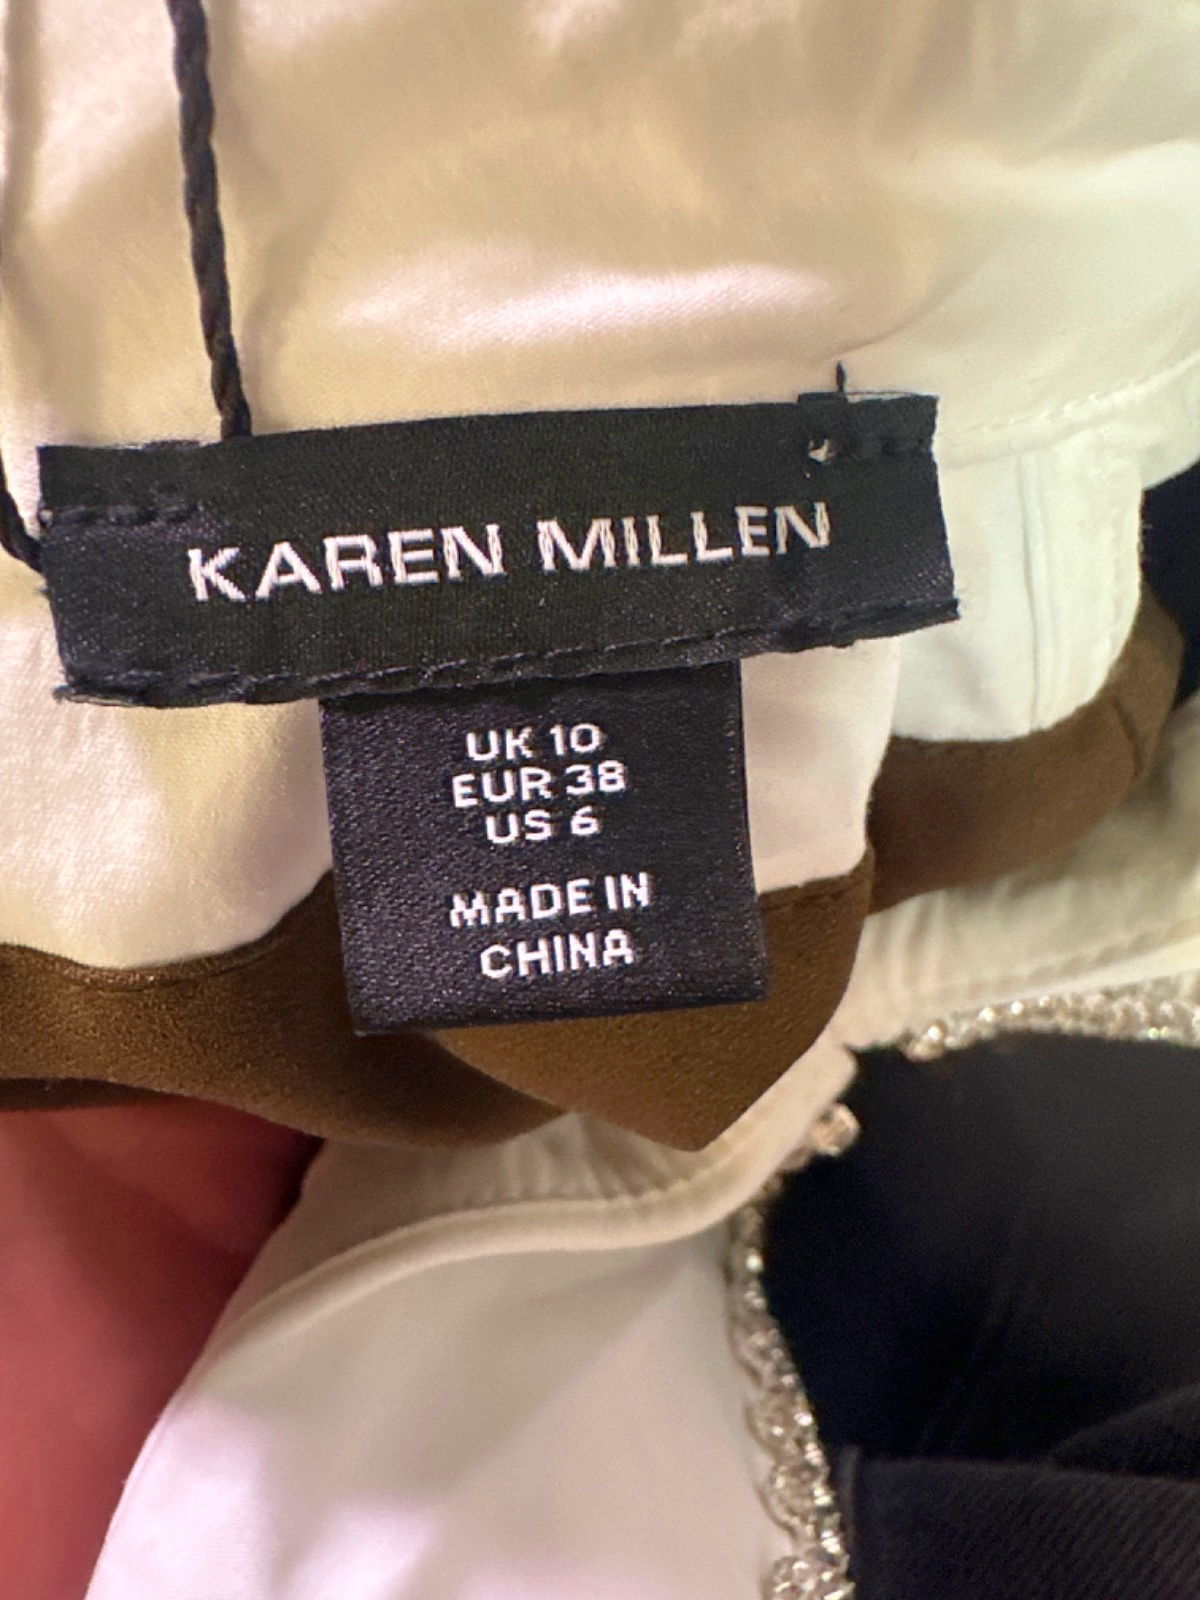 KAREN MILLEN
UK 10
EUR 38
US 6
MADE IN
CHINA